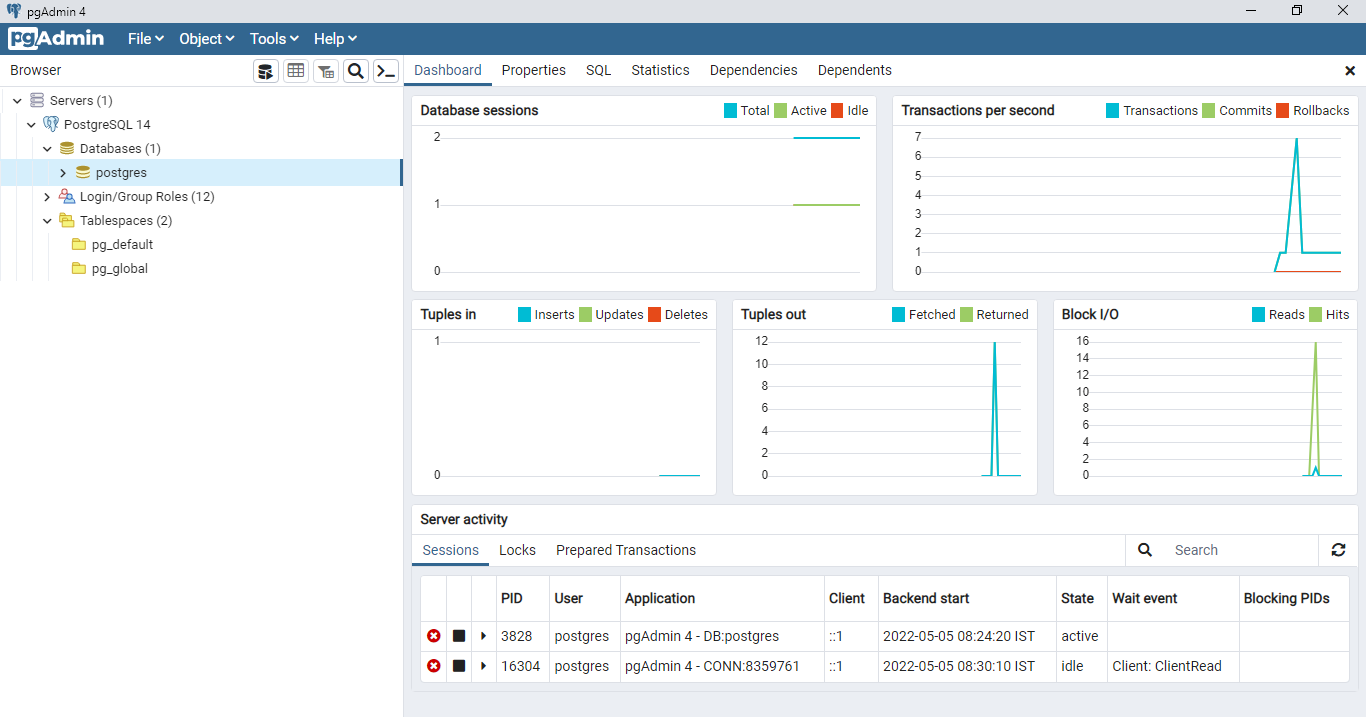 pgAdmin 4
pgAdmin File Object Tools Help
Browser
Servers (1)
PostgreSQL 14
Databases (1)
postgres
Login/Group Roles (12)
Tablespaces (2)
pg_default
pg_global
Dashboard Properties SQL Statistics Dependencies Dependents
Database sessions Total Active Idle
2
1
0
Transactions per second Transactions Commits Rollbacks
7
6
5
4
3
2
1
0
Tuples in Inserts Updates Deletes
1
0
Tuples out Fetched Returned
12
10
8
6
4
2
0
Block I/O Reads Hits
16
14
12
10
8
6
4
2
0
Server activity
Sessions Locks Prepared Transactions Search
PID User Application Client Backend start State Wait event Blocking PIDs
3828 postgres pgAdmin 4 - DB:postgres ::1 2022-05-05 08:24:20 IST active
16304 postgres pgAdmin 4 - CONN:8359761 ::1 2022-05-05 08:30:10 IST idle Client: ClientRead